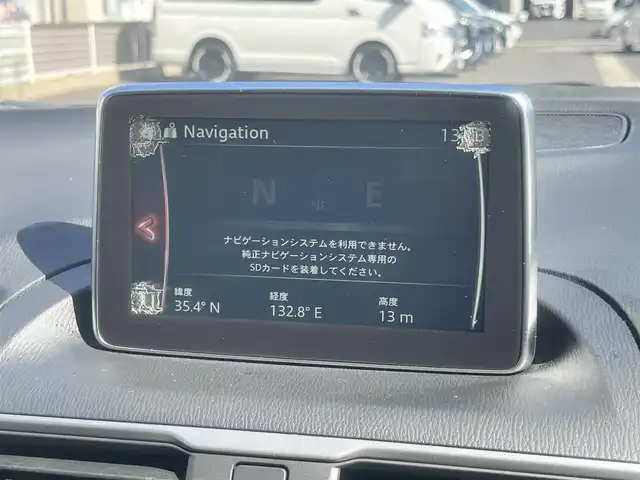 Navigation
N E
NE
ナビゲーションシステムを利用できません。
純正ナビゲーションシステム専用の
SDカードを装着してください。
緯度 経度 高度
35.4° N 132.8° E 13 m